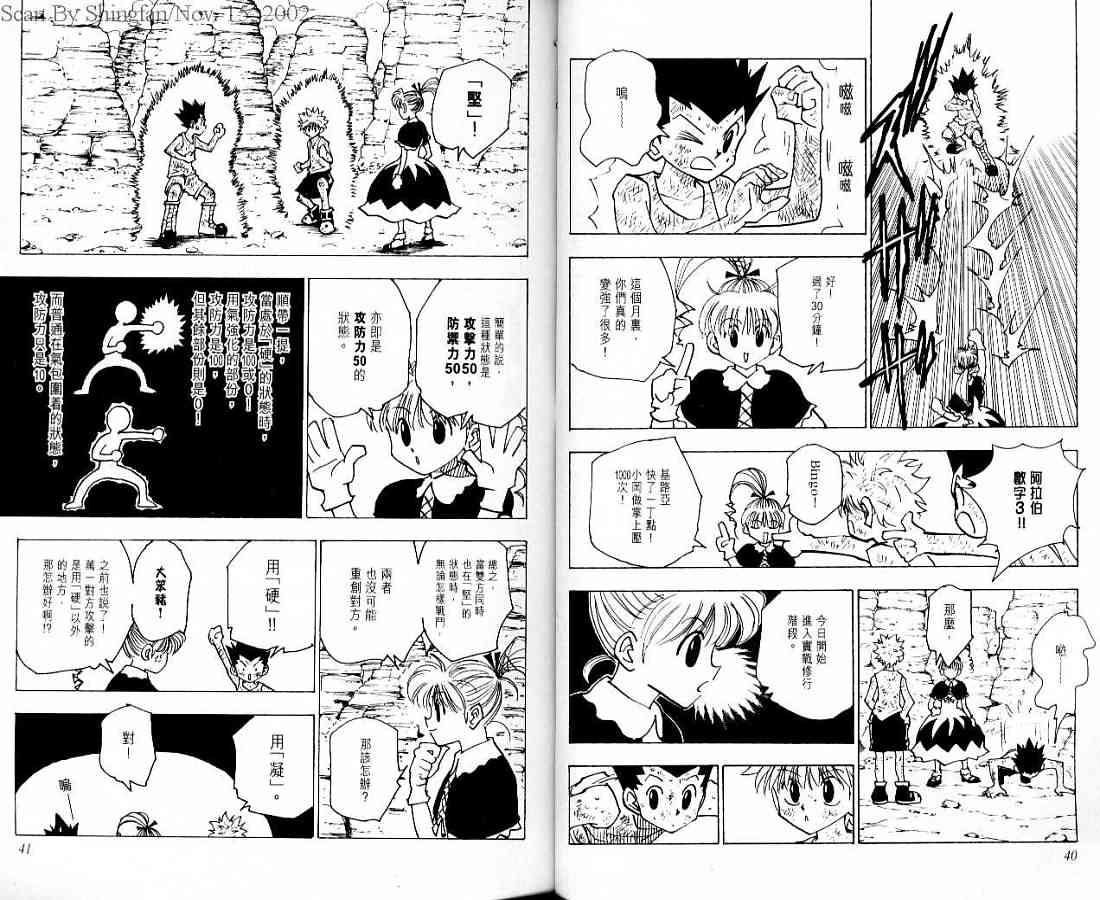 Scan By Shingfan/Nov. 15, 2002
嗚……
滋滋
滋滋
好！
過了30分鐘！
這個月裏，
你們真的
變強了很多！
阿拉伯
數字3!!
Bingo！
基路亞
快了一丁點！
小岡做掌上壓
1000次！
那麼
今日開始
進入實戰修行
階段。
40
「堅」！
簡單的說，
這種狀態是
攻擊力50，
防禦力50，
亦即是
攻防力50的
狀態。
順帶一提，
當處於「硬」的狀態時，
攻防力是100或0！
用氣強化的部份，
攻防力是100，
但其餘部份則是0！
而普通在氣包圍着的狀態，
攻防力只是10。
總之，
當雙方同時
也在「堅」的
狀態時，
無論怎樣戰鬥，
兩者
也沒可能
重創對方。
那該怎辦？
用「硬」!!
大笨豬！
之前也說了！
萬一對方攻擊的
是用「硬」以外
的地方，
那怎辦好啊!?
用「凝」。
對！
嗚
41